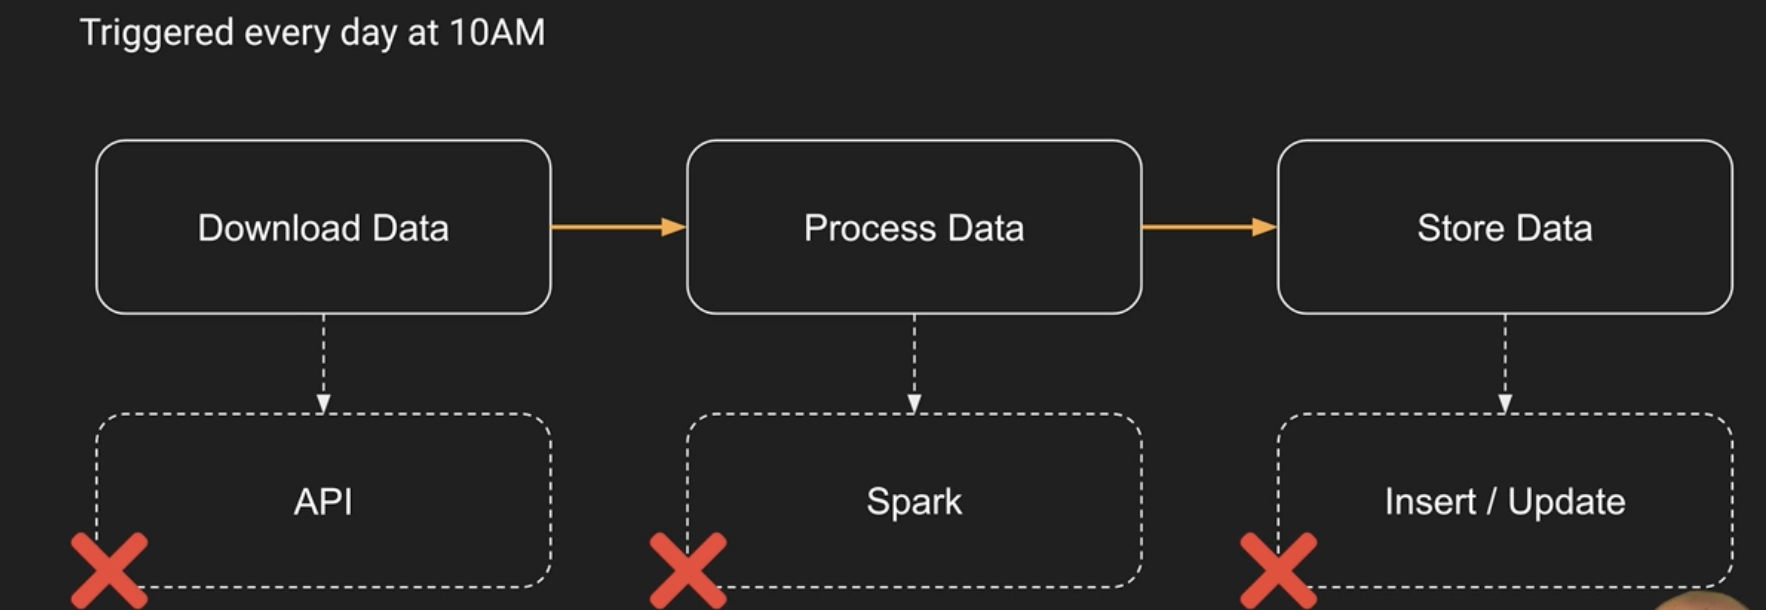 Triggered every day at 10AM
Download Data
Process Data
Store Data
API
Spark
Insert / Update